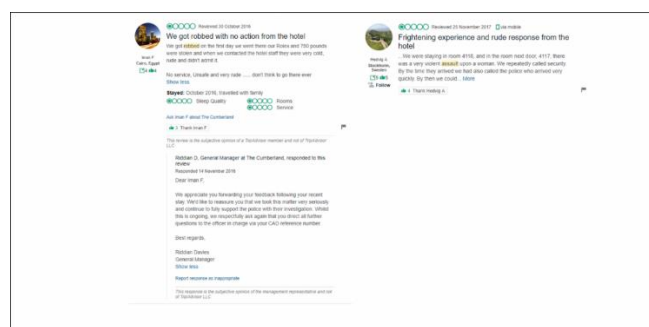 Reviewed 30 October 2016
We got robbed with no action from the hotel
We got robbed on the first day we went there our Rolex and 750 pounds
were stolen and when we contacted the hotel staff they were very cold,
rude and didn't admit it.
No service, Unsafe and very rude ...... don't think to go there ever
Show less
Stayed: October 2016, travelled with family
Sleep Quality
Rooms
Service
Ask Iman F about The Cumberland
Thank Iman F
This review is the subjective opinion of a TripAdvisor member and not of TripAdvisor
LLC.
Riddian D, General Manager at The Cumberland, responded to this
review
Responded 14 November 2016
Dear Iman F,
We appreciate you forwarding your feedback following your recent
stay. We'd like to reassure you that we took this matter very seriously
and continue to fully support the police with their investigation. Whilst
this is ongoing, we respectfully ask again that you direct all further
questions to the officer in charge via your CAD reference number.
Best regards,
Riddian Davies
General Manager
Show less
Report response as inappropriate
This response is the subjective opinion of the management representative and not
of TripAdvisor LLC
Iman F
Cairo, Egypt
Reviewed 25 November 2017 via mobile
Frightening experience and rude response from the
hotel
...We were staying in room 4116, and in the room next door, 4117, there
was a very violent assault upon a woman. We repeatedly called security.
By the time they arrived we had also called the police who arrived very
quickly. By then we could... More
Thank Hedvig A
Hedvig A
Stockholm,
Sweden
Follow